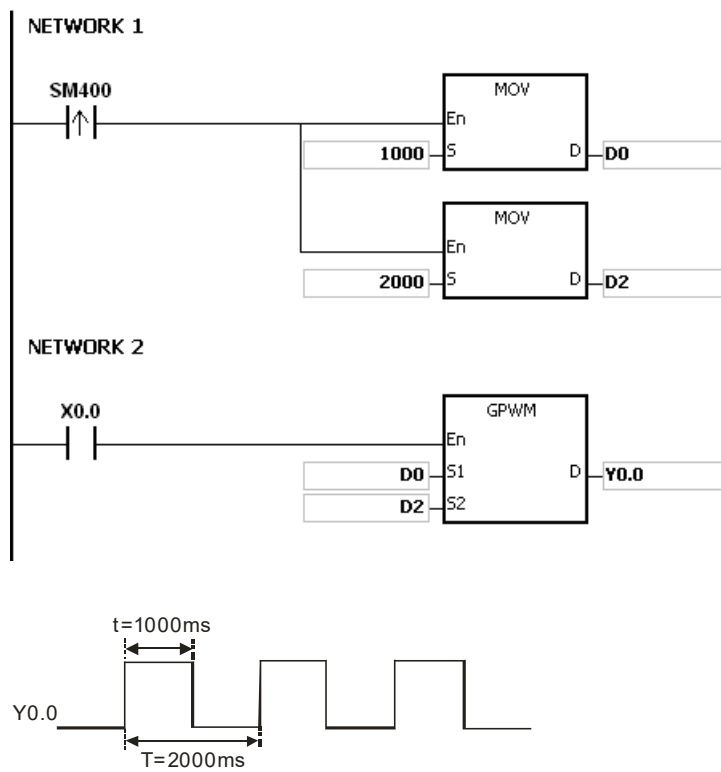 NETWORK 1
SM400
MOV
En
1000 S D D0
MOV
En
2000 S D D2
NETWORK 2
X0.0
GPWM
En
D0 S1 D Y0.0
D2 S2
t=1000ms
Y0.0
T=2000ms